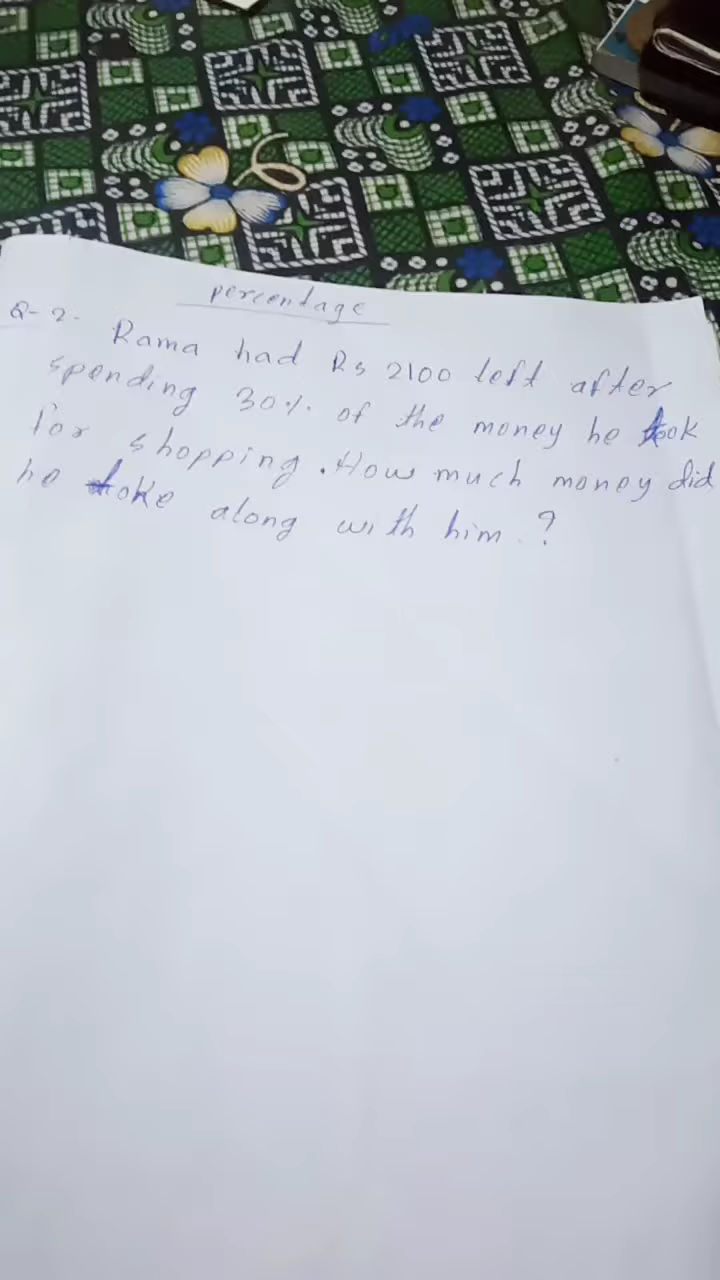 percentage
Q-2. Rama had Rs 2100 left after
spending 30% of the money he took
for shopping. How much money did
he toke along with him ?